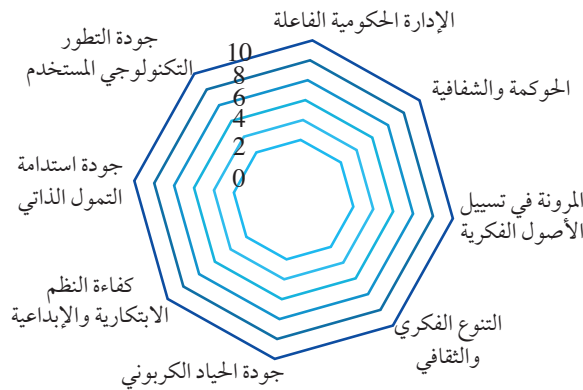 الإدارة الحكومية الفاعلة
الحوكمة والشفافية
المرونة في تسييل
الأصول الفكرية
التنوع الفكري
والثقافي
جودة الحياد الكربوني
كفاءة النظم
الابتكارية والإبداعية
جودة استدامة
التمول الذاتي
جودة التطور
التكنولوجي المستخدم
10
8
6
4
2
0